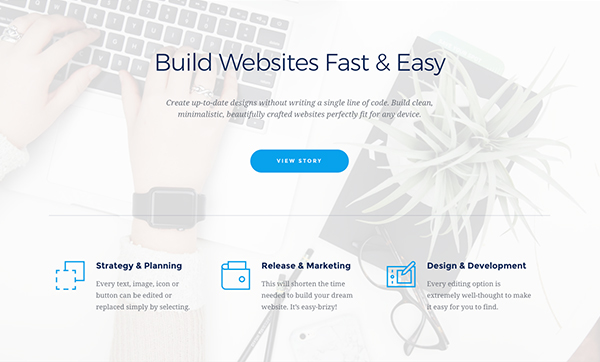 Build Websites Fast & Easy
Create up-to-date designs without writing a single line of code. Build clean,
minimalistic, beautifully crafted websites perfectly fit for any device.
VIEW STORY
Strategy & Planning
Every text, image, icon or
button can be edited or
replaced simply by selecting.
Release & Marketing
This will shorten the time
needed to build your dream
website. It's easy-brizy!
Design & Development
Every editing option is
extremely well-thought to make
it easy for you to find.